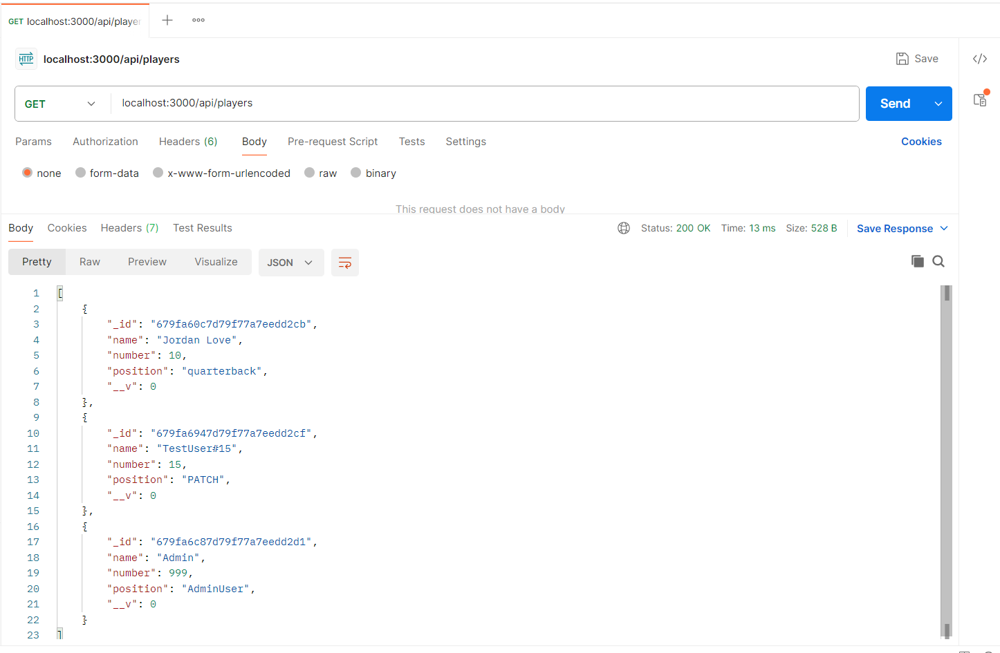 GET localhost:3000/api/player
HTTP localhost:3000/api/players Save
GET localhost:3000/api/players Send
Params Authorization Headers (6) Body Pre-request Script Tests Settings Cookies
none form-data x-www-form-urlencoded raw binary
This request does not have a body
Body Cookies Headers (7) Test Results Status: 200 OK Time: 13 ms Size: 528 B Save Response
Pretty Raw Preview Visualize JSON
1 [
2 {
3 "_id": "679fa60c7d79f77a7eedd2cb",
4 "name": "Jordan Love",
5 "number": 10,
6 "position": "quarterback",
7 "__v": 0
8 },
9 {
10 "_id": "679fa6947d79f77a7eedd2cf",
11 "name": "TestUser#15",
12 "number": 15,
13 "position": "PATCH",
14 "__v": 0
15 },
16 {
17 "_id": "679fa6c87d79f77a7eedd2d1",
18 "name": "Admin",
19 "number": 999,
20 "position": "AdminUser",
21 "__v": 0
22 }
23 ]